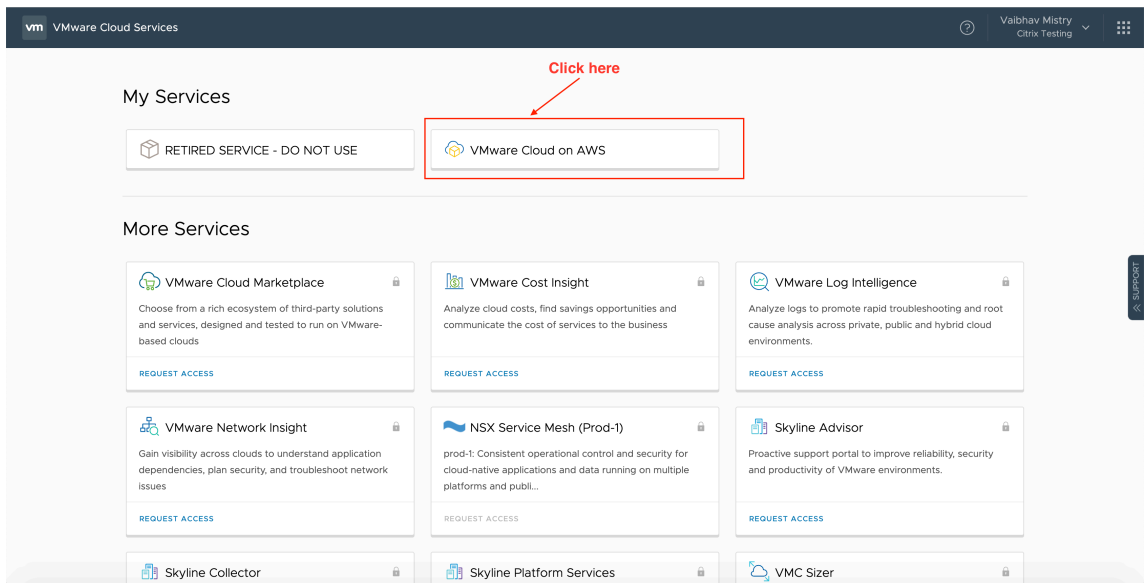 vm VMware Cloud Services
Vaibhav Mistry
Citrix Testing
Click here
My Services
RETIRED SERVICE - DO NOT USE
VMware Cloud on AWS
More Services
VMware Cloud Marketplace
Choose from a rich ecosystem of third-party solutions
and services, designed and tested to run on VMware-
based clouds
REQUEST ACCESS
VMware Cost Insight
Analyze cloud costs, find savings opportunities and
communicate the cost of services to the business
REQUEST ACCESS
VMware Log Intelligence
Analyze logs to promote rapid troubleshooting and root
cause analysis across private, public and hybrid cloud
environments.
REQUEST ACCESS
SUPPORT
VMware Network Insight
Gain visibility across clouds to understand application
dependencies, plan security, and troubleshoot network
issues
REQUEST ACCESS
NSX Service Mesh (Prod-1)
prod-1: Consistent operational control and security for
cloud-native applications and data running on multiple
platforms and publi...
REQUEST ACCESS
Skyline Advisor
Proactive support portal to improve reliability, security
and productivity of VMware environments.
REQUEST ACCESS
Skyline Collector
Skyline Platform Services
VMC Sizer